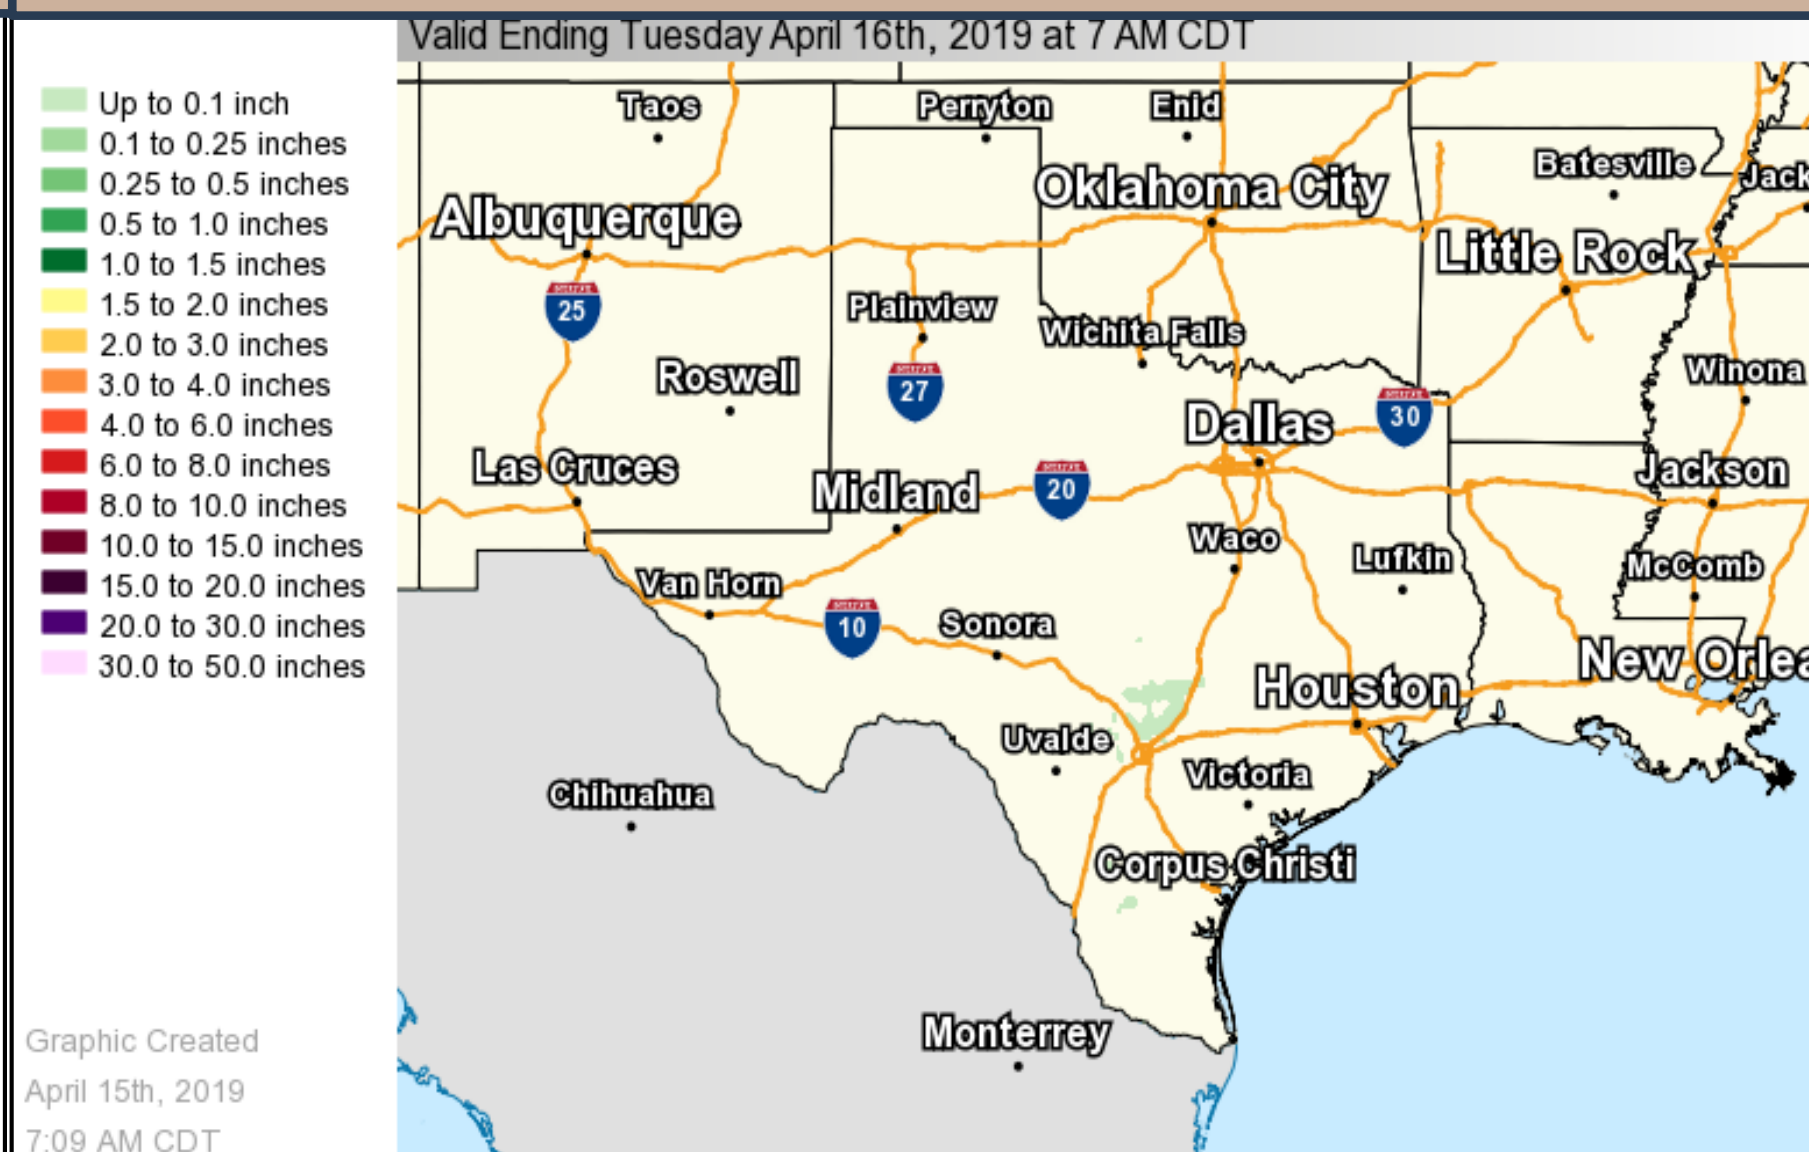 Valid Ending Tuesday April 16th, 2019 at 7 AM CDT
Up to 0.1 inch
0.1 to 0.25 inches
0.25 to 0.5 inches
0.5 to 1.0 inches
1.0 to 1.5 inches
1.5 to 2.0 inches
2.0 to 3.0 inches
3.0 to 4.0 inches
4.0 to 6.0 inches
6.0 to 8.0 inches
8.0 to 10.0 inches
10.0 to 15.0 inches
15.0 to 20.0 inches
20.0 to 30.0 inches
30.0 to 50.0 inches
Graphic Created
April 15th, 2019
7:09 AM CDT
Taos
Perryton
Enid
Batesville
Jack
Oklahoma City
Albuquerque
Little Rock
25
Plainview
Wichita Falls
Winona
Roswell
27
30
Dallas
Las Cruces
Midland
20
Jackson
Waco
Lufkin
McComb
Van Horn
10
Sonora
New Orlea
Houston
Uvalde
Victoria
Chihuahua
Corpus Christi
Monterrey